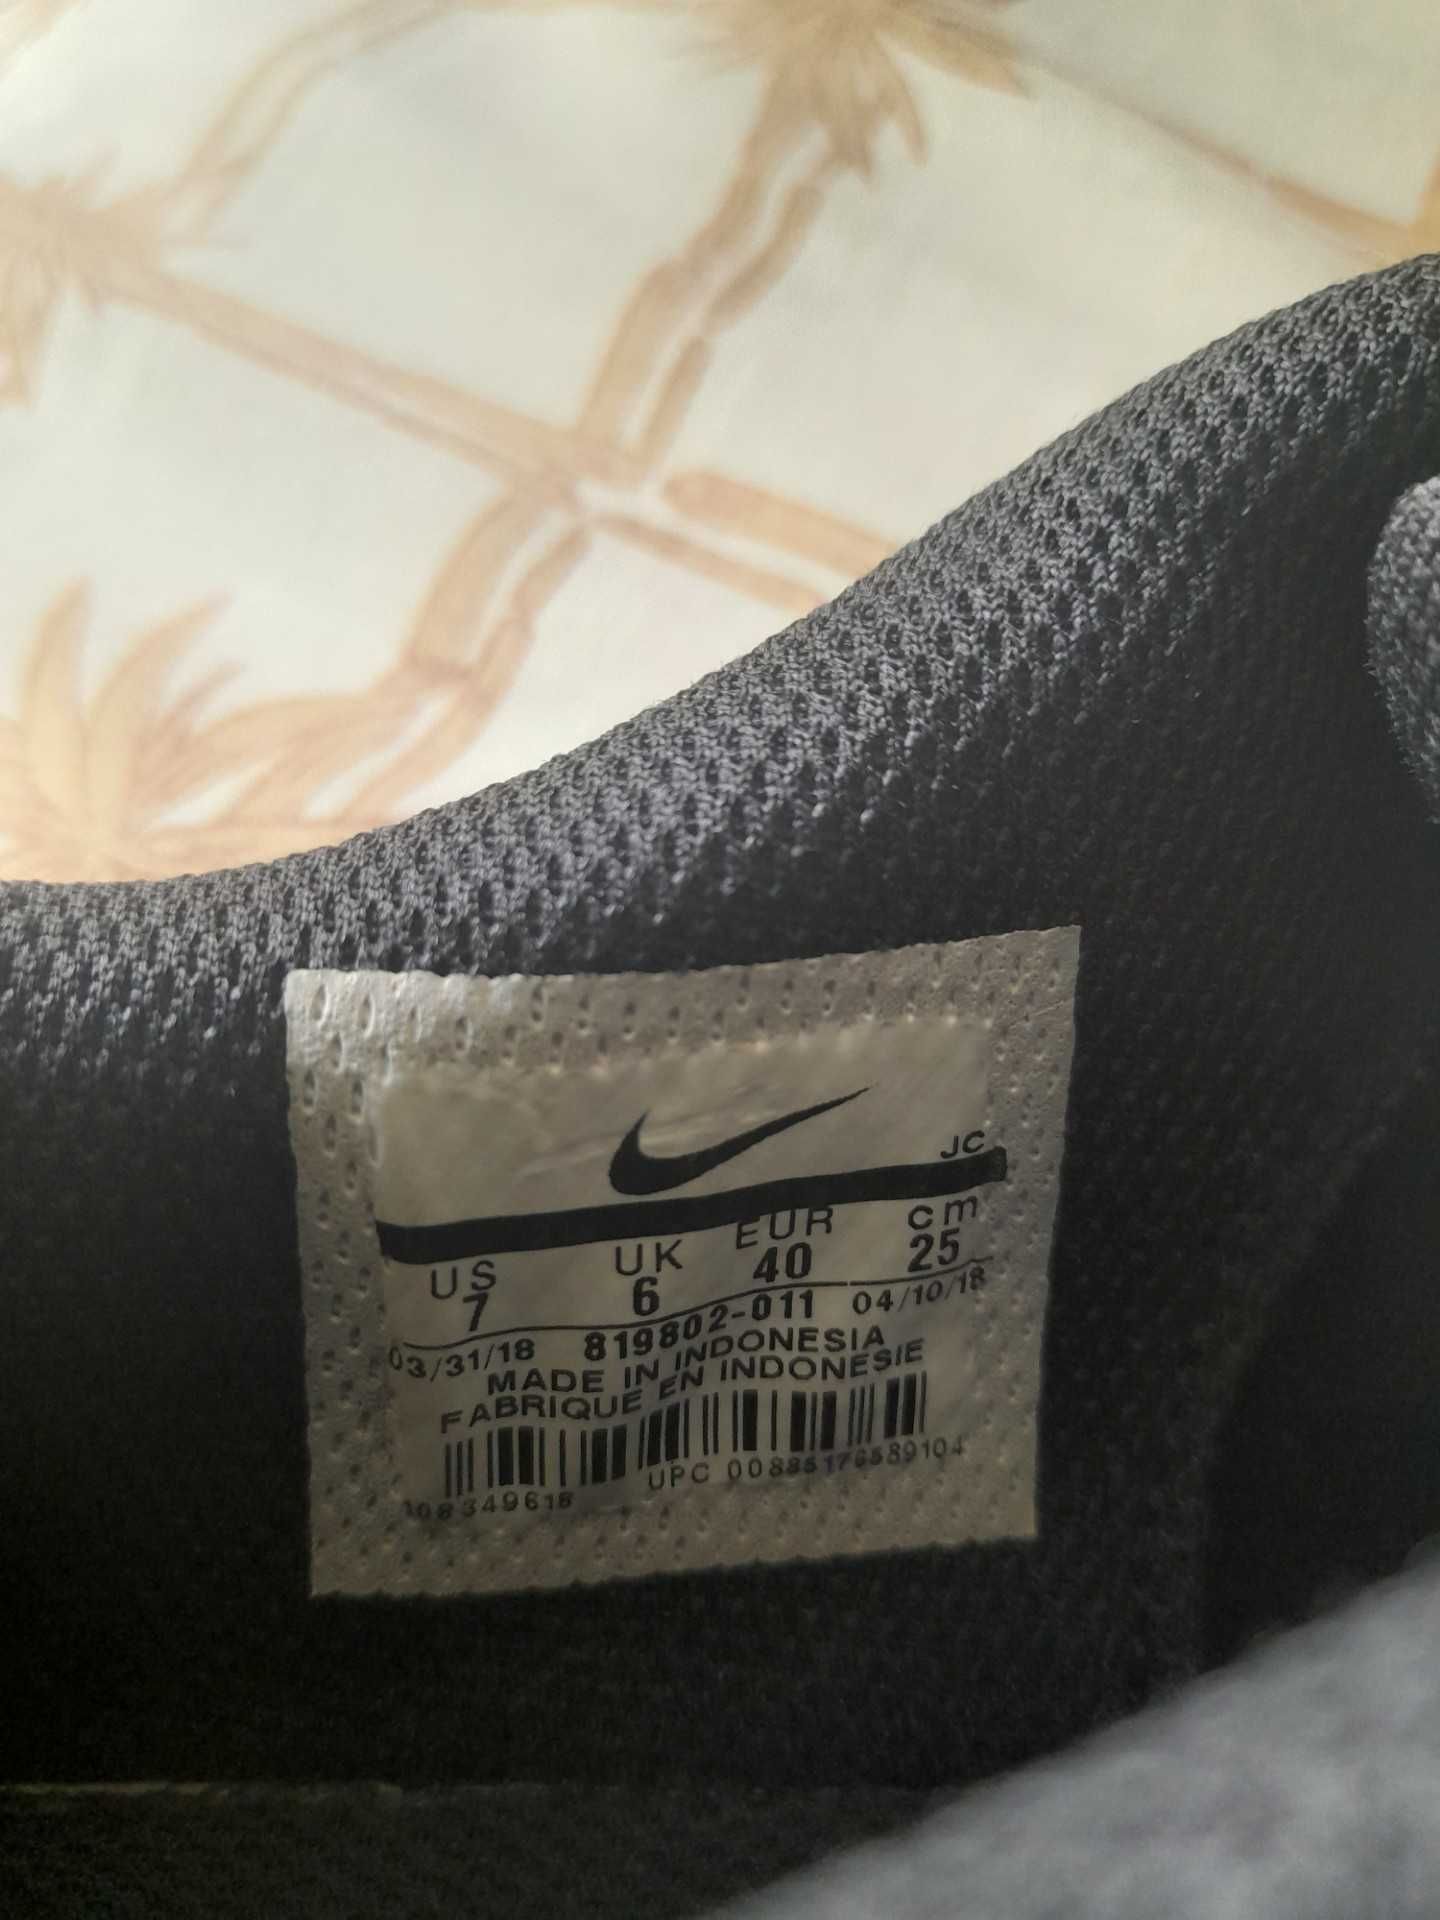 JC
US UK EUR cm
7 6 40 25
03/31/18 819802-011 04/10/18
MADE IN INDONESIA
FABRIQUE EN INDONESIE
UPC 00885176589104